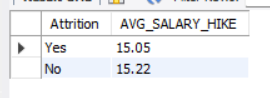 Attrition AVG_SALARY_HIKE
Yes 15.05
No 15.22